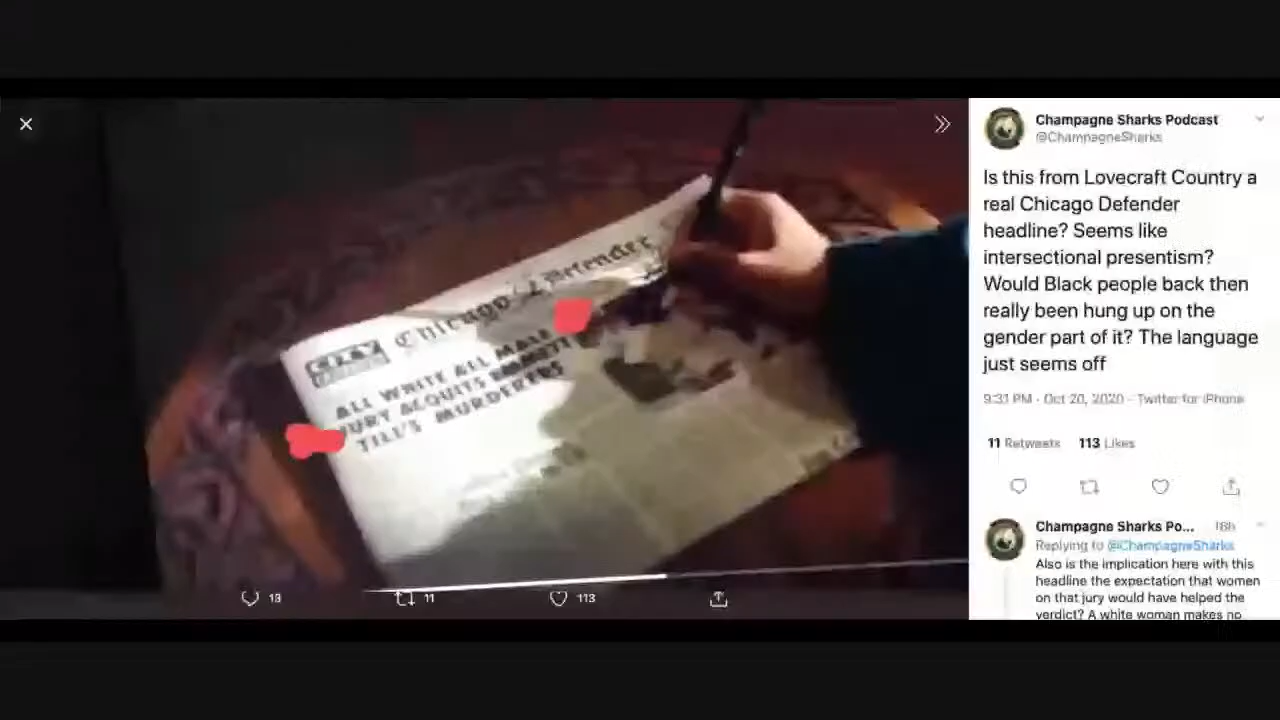 Chicago Defender
ALL WHITE ALL MALE
JURY ACQUITS EMMETT
TILL'S MURDERERS
13
11
113
Champagne Sharks Podcast
@ChampagneSharks
Is this from Lovecraft Country a
real Chicago Defender
headline? Seems like
intersectional presentism?
Would Black people back then
really been hung up on the
gender part of it? The language
just seems off
9:31 PM · Oct 20, 2020 · Twitter for iPhone
11 Retweets 113 Likes
Champagne Sharks Po... 18h
Replying to @ChampagneSharks
Also is the implication here with this
headline the expectation that women
on that jury would have helped the
verdict? A white woman makes no